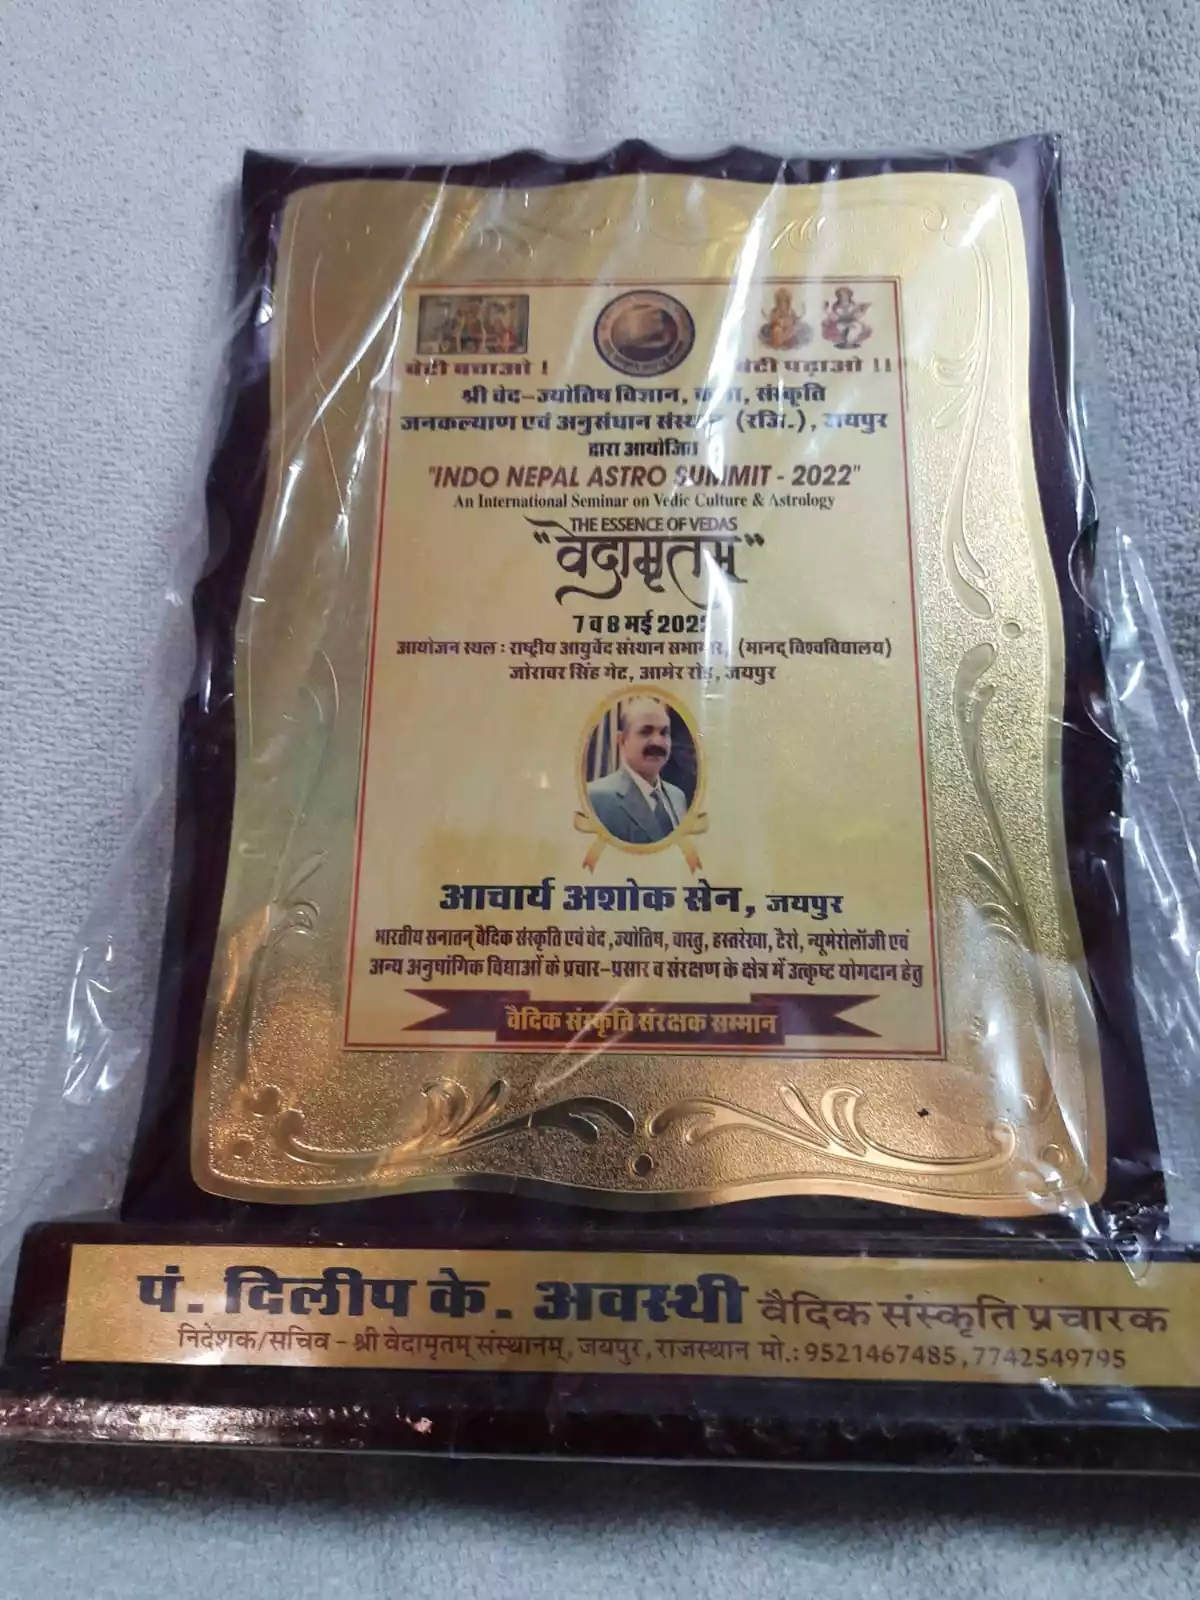 बेटी बचाओ !
बेटी पढ़ाओ !!
श्री वेद-ज्योतिष विज्ञान, कला, संस्कृति
जनकल्याण एवं अनुसंधान संस्थान (रजि.), जयपुर
द्वारा आयोजित
"INDO NEPAL ASTRO SUMMIT - 2022"
An International Seminar on Vedic Culture & Astrology
THE ESSENCE OF VEDAS
"वेदामृतम्"
7 व 8 मई 2022
आयोजन स्थल : राष्ट्रीय आयुर्वेद संस्थान सभागार, (मानद् विश्वविद्यालय)
जोरावर सिंह गेट, आमेर रोड़, जयपुर
आचार्य अशोक सेन, जयपुर
भारतीय सनातन् वैदिक संस्कृति एवं वेद, ज्योतिष, वास्तु, हस्तरेखा, टैरो, न्यूमेरोलॉजी एवं
अन्य अनुषांगिक विद्याओं के प्रचार-प्रसार व संरक्षण के क्षेत्र में उत्कृष्ट योगदान हेतु
वैदिक संस्कृति संरक्षक सम्मान
पं. दिलीप के. अवस्थी वैदिक संस्कृति प्रचारक
निदेशक/सचिव - श्री वेदामृतम् संस्थानम्, जयपुर, राजस्थान मो.: 9521467485, 7742549795